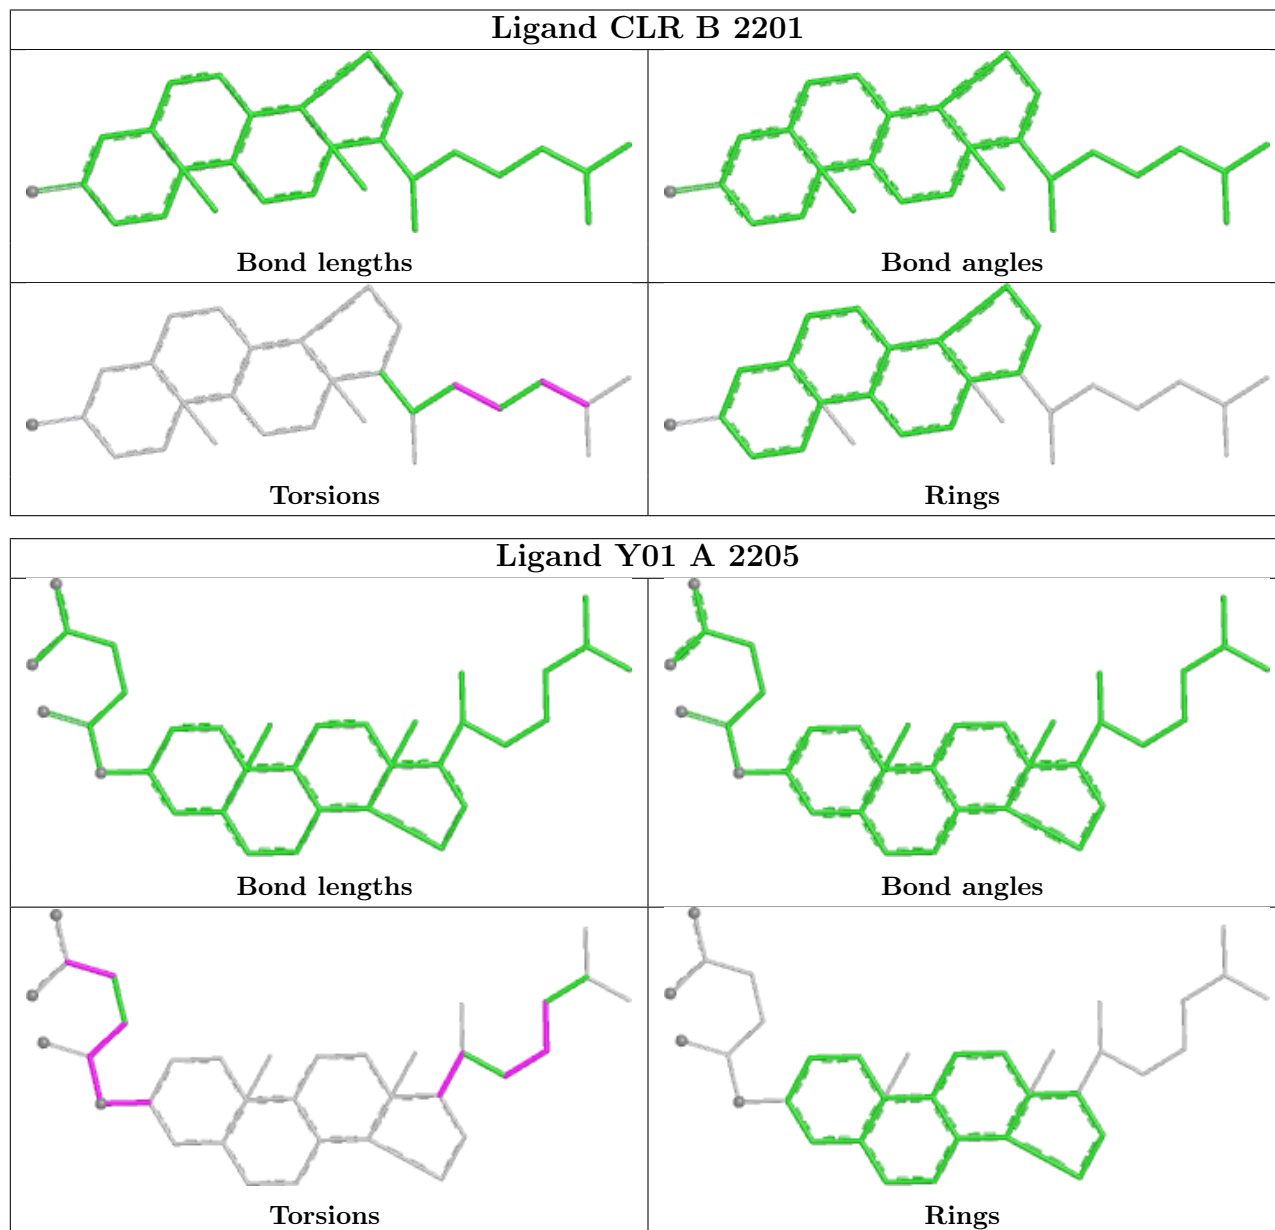 Ligand CLR B 2201
Bond lengths
Bond angles
Torsions
Rings
Ligand Y01 A 2205
Bond lengths
Bond angles
Torsions
Rings